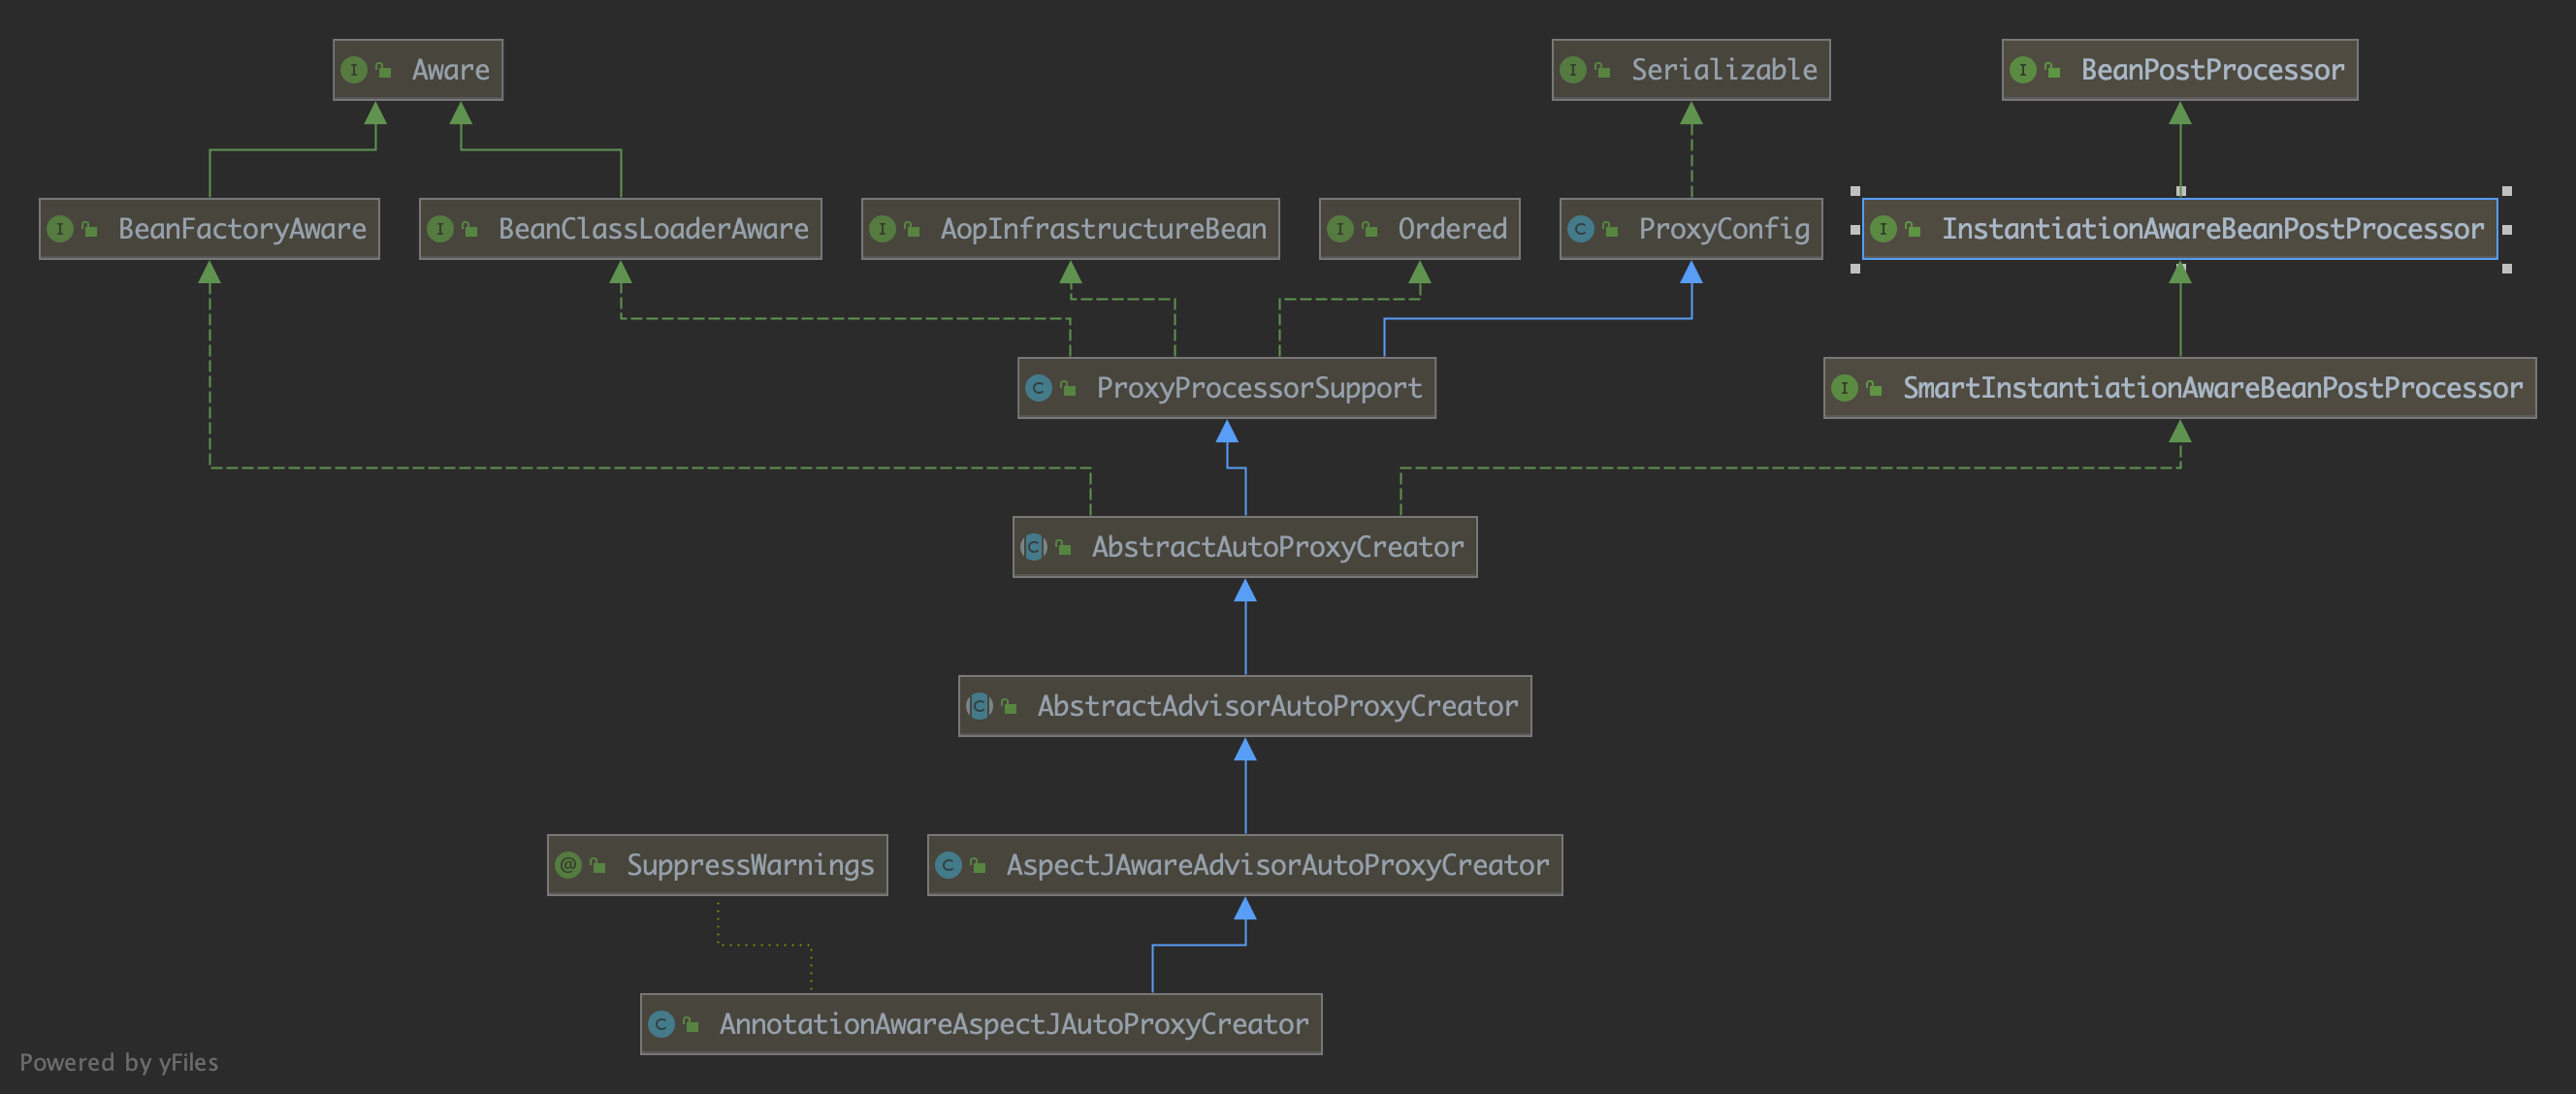 Aware
Serializable
BeanPostProcessor
BeanFactoryAware
BeanClassLoaderAware
AopInfrastructureBean
Ordered
ProxyConfig
InstantiationAwareBeanPostProcessor
ProxyProcessorSupport
SmartInstantiationAwareBeanPostProcessor
AbstractAutoProxyCreator
AbstractAdvisorAutoProxyCreator
SuppressWarnings
AspectJAwareAdvisorAutoProxyCreator
AnnotationAwareAspectJAutoProxyCreator
Powered by yFiles